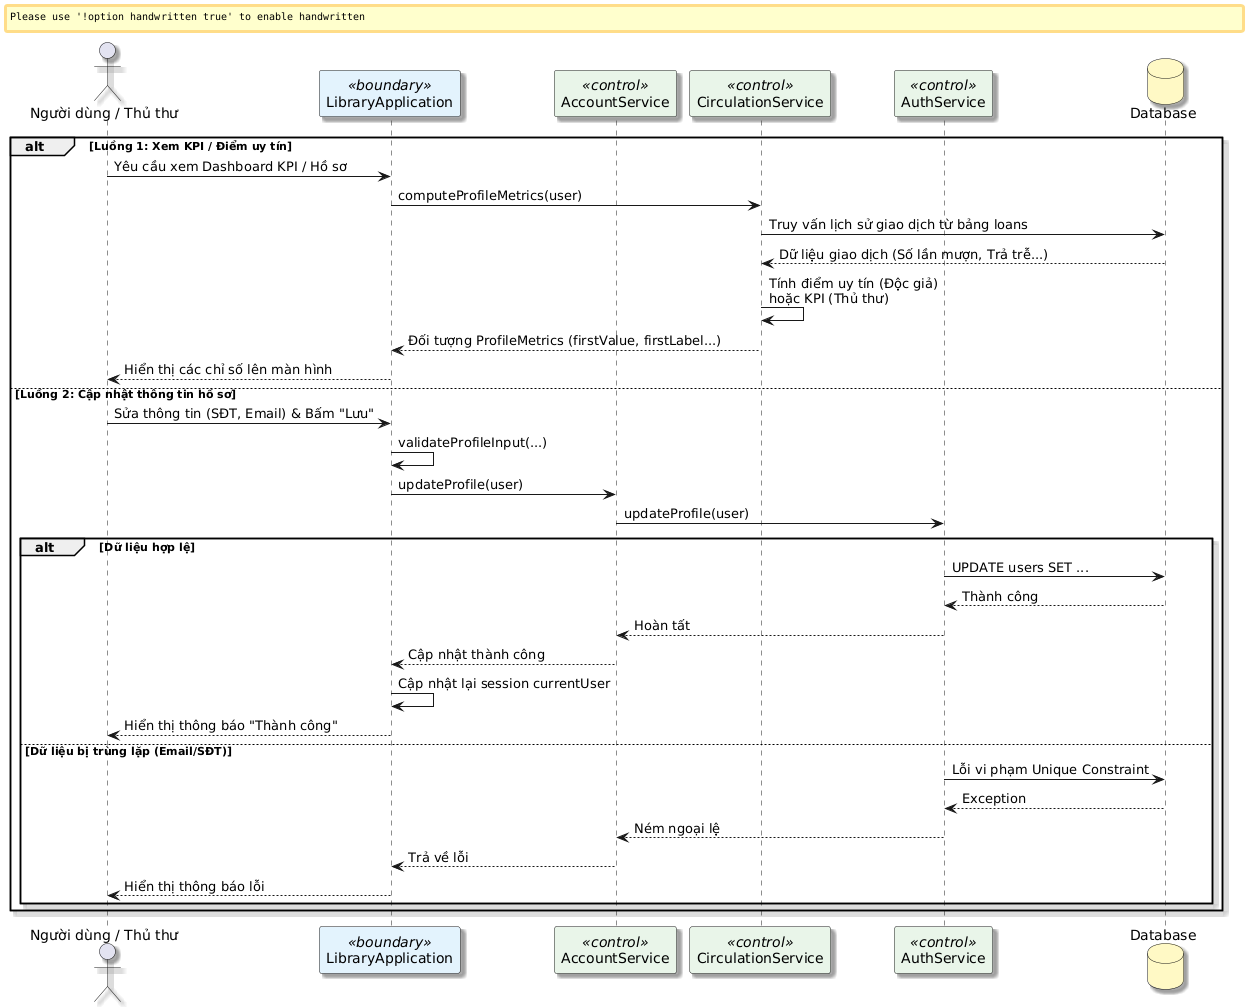 Please use '!option handwritten true' to enable handwritten
«boundary» «control» «control» «control»
Người dùng / Thủ thư LibraryApplication AccountService CirculationService AuthService Database
alt [Luồng 1: Xem KPI / Điểm uy tín]
Yêu cầu xem Dashboard KPI / Hồ sơ
computeProfileMetrics(user)
Truy vấn lịch sử giao dịch từ bảng loans
Dữ liệu giao dịch (Số lần mượn, Trả trễ...)
Tính điểm uy tín (Độc giả)
hoặc KPI (Thủ thư)
Đối tượng ProfileMetrics (firstValue, firstLabel...)
Hiển thị các chỉ số lên màn hình
[Luồng 2: Cập nhật thông tin hồ sơ]
Sửa thông tin (SĐT, Email) & Bấm "Lưu"
validateProfileInput(...)
updateProfile(user)
updateProfile(user)
alt [Dữ liệu hợp lệ]
UPDATE users SET ...
Thành công
Hoàn tất
Cập nhật thành công
Cập nhật lại session currentUser
Hiển thị thông báo "Thành công"
[Dữ liệu bị trùng lặp (Email/SĐT)]
Lỗi vi phạm Unique Constraint
Exception
Ném ngoại lệ
Trả về lỗi
Hiển thị thông báo lỗi
Người dùng / Thủ thư «boundary» «control» «control» «control» Database
LibraryApplication AccountService CirculationService AuthService